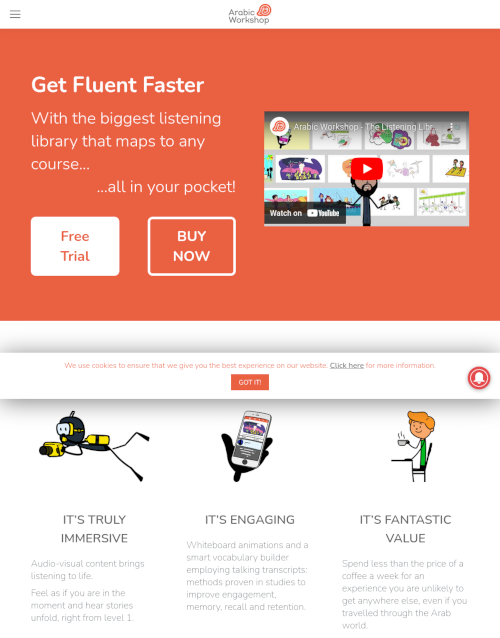 Arabic
Workshop
Get Fluent Faster
With the biggest listening
library that maps to any
course...
...all in your pocket!
Free
Trial
BUY
NOW
Arabic Workshop - The Listening Libr...
Watch on YouTube
We use cookies to ensure that we give you the best experience on our website. Click here for more information.
GOT IT!
IT'S TRULY
IMMERSIVE
Audio-visual content brings
listening to life.
Feel as if you are in the
moment and hear stories
unfold, right from level 1.
IT'S ENGAGING
Whiteboard animations and a
smart vocabulary builder
employing talking transcripts:
methods proven in studies to
improve engagement,
memory, recall and retention.
IT'S FANTASTIC
VALUE
Spend less than the price of a
coffee a week for an
experience you are unlikely to
get anywhere else, even if you
travelled through the Arab
world.